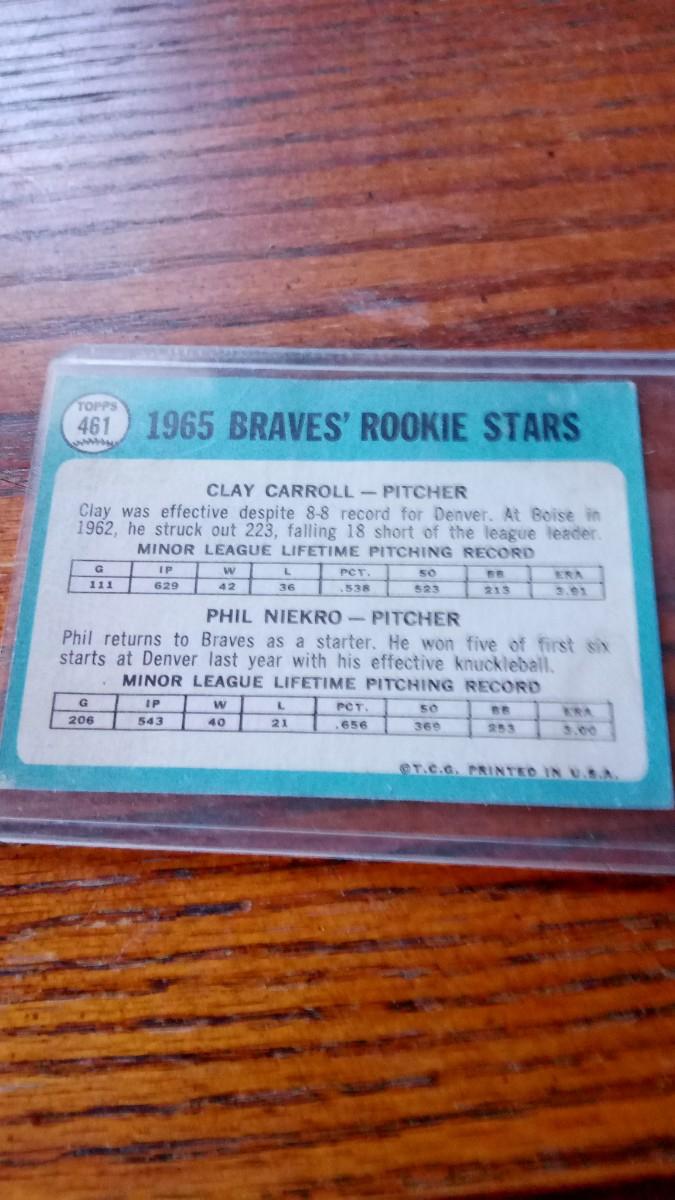 TOPPS
461
1965 BRAVES' ROOKIE STARS
CLAY CARROLL — PITCHER
Clay was effective despite 8-8 record for Denver. At Boise in
1962, he struck out 223, falling 18 short of the league leader.
MINOR LEAGUE LIFETIME PITCHING RECORD
G IP W L PCT. SO BB ERA
111 629 42 36 .538 523 213 3.91
PHIL NIEKRO — PITCHER
Phil returns to Braves as a starter. He won five of first six
starts at Denver last year with his effective knuckleball.
MINOR LEAGUE LIFETIME PITCHING RECORD
G IP W L PCT. SO BB ERA
206 543 40 21 .656 369 253 3.00
©T.C.G. PRINTED IN U.S.A.